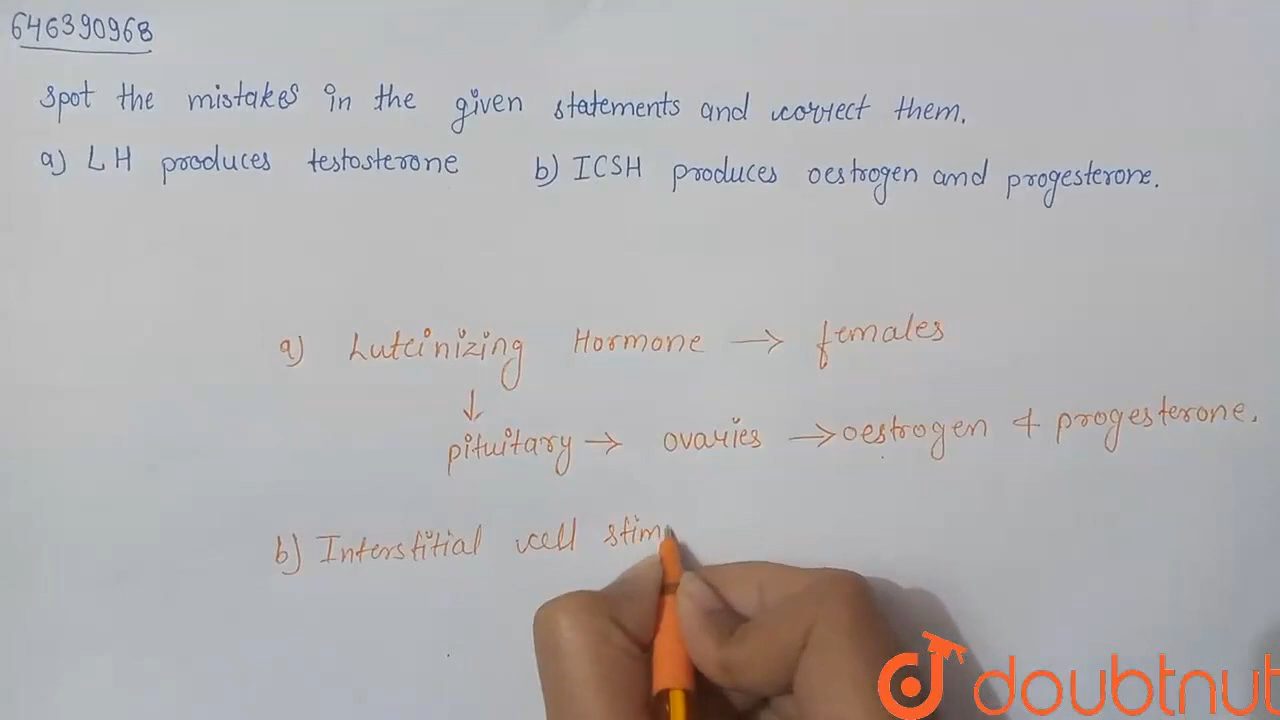 646390968
spot the mistakes in the given statements and correct them.
a) LH produces testosterone b) ICSH produces oestrogen and progesterone.
a) Luteinizing Hormone → females
↓
pituitary → ovaries → oestrogen & progesterone.
b) Interstitial cell stim
doubtnut